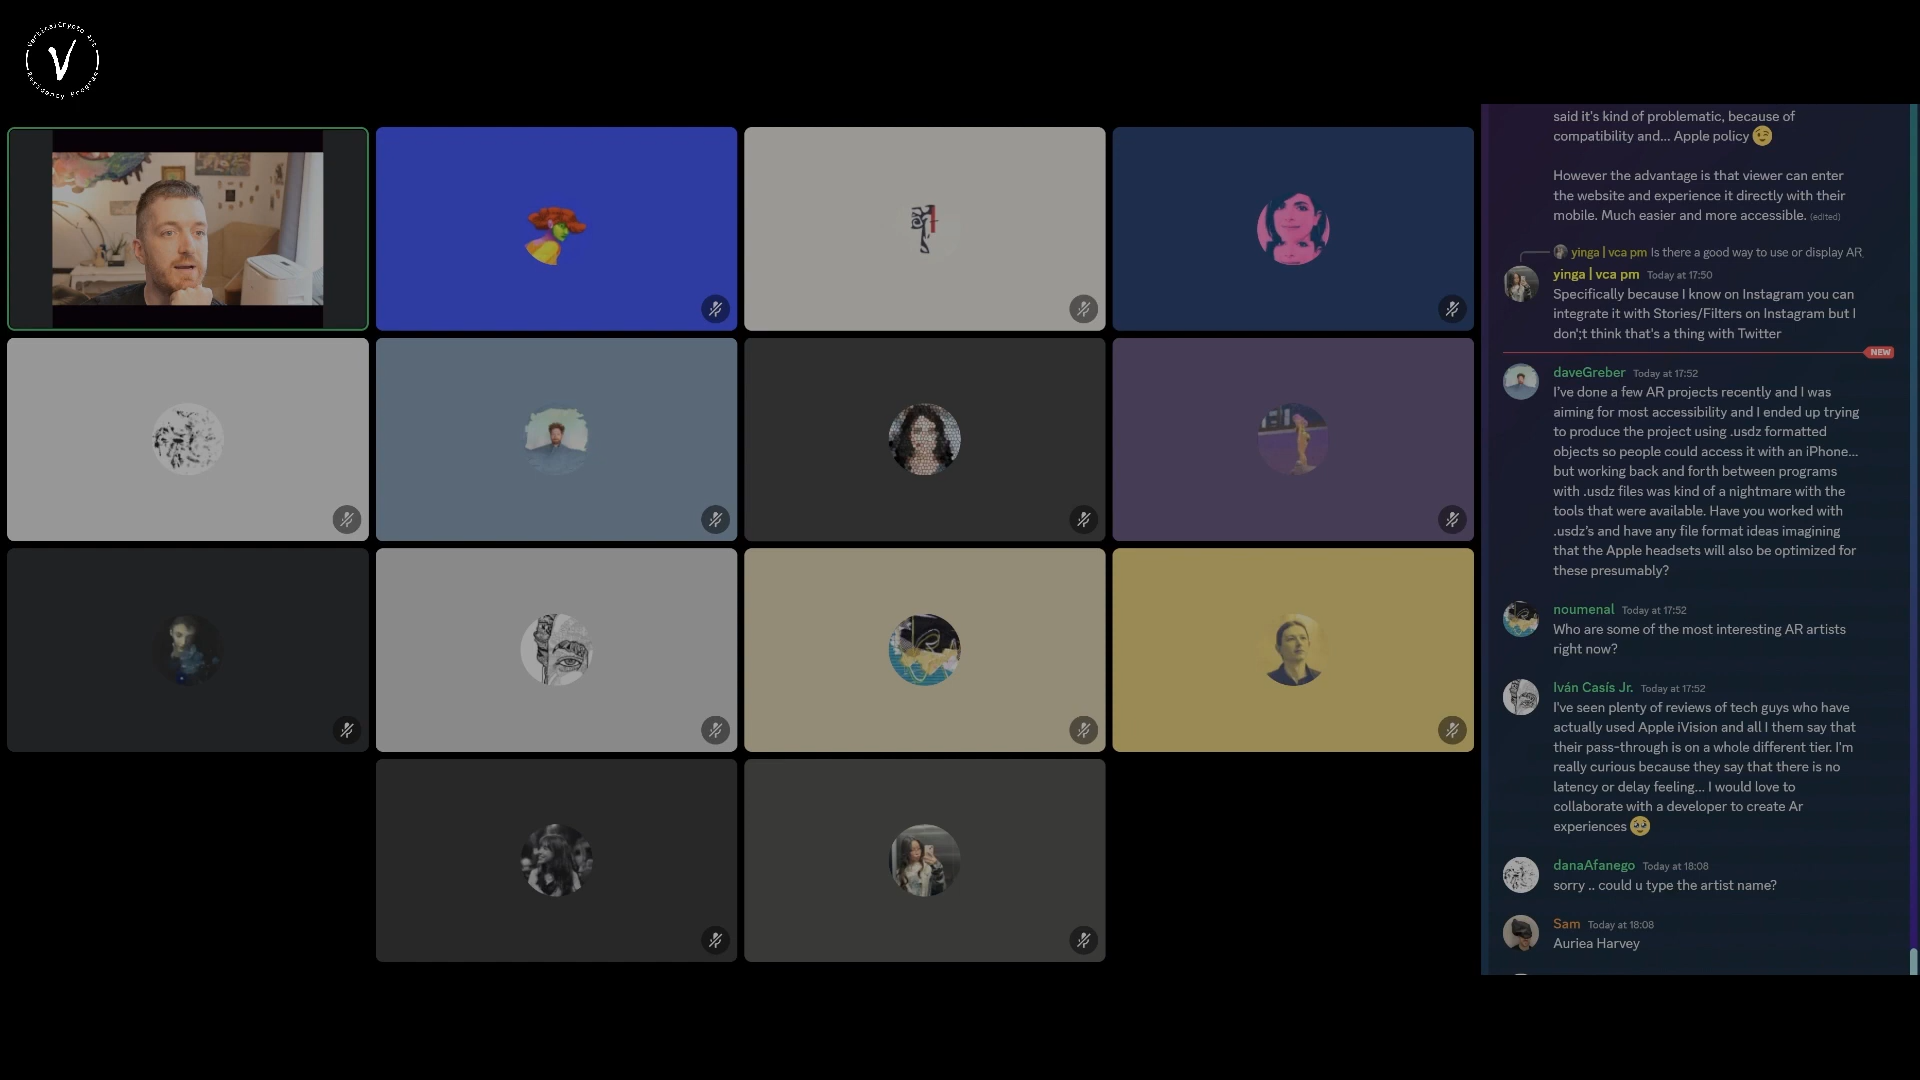 Verbina/Crypto Art
V
Residency Program
said it's kind of problematic, because of
compatibility and... Apple policy
However the advantage is that viewer can enter
the website and experience it directly with their
mobile. Much easier and more accessible. (edited)
yinga | vca pm Is there a good way to use or display AR
yinga | vca pm Today at 17:50
Specifically because I know on Instagram you can
integrate it with Stories/Filters on Instagram but I
don';t think that's a thing with Twitter
NEW
daveGreber Today at 17:52
I've done a few AR projects recently and I was
aiming for most accessibility and I ended up trying
to produce the project using .usdz formatted
objects so people could access it with an iPhone...
but working back and forth between programs
with .usdz files was kind of a nightmare with the
tools that were available. Have you worked with
.usdz's and have any file format ideas imagining
that the Apple headsets will also be optimized for
these presumably?
noumenal Today at 17:52
Who are some of the most interesting AR artists
right now?
Iván Casís Jr. Today at 17:52
I've seen plenty of reviews of tech guys who have
actually used Apple iVision and all I them say that
their pass-through is on a whole different tier. I'm
really curious because they say that there is no
latency or delay feeling... I would love to
collaborate with a developer to create Ar
experiences
danaAfanego Today at 18:08
sorry .. could u type the artist name?
Sam Today at 18:08
Auriea Harvey